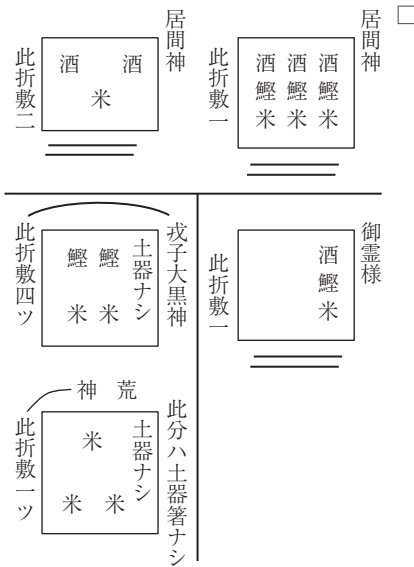 居間神
酒鰹米
酒鰹米
酒鰹米
此折敷一
居間神
酒 酒
米
此折敷二
御霊様
酒鰹米
此折敷一
戎子大黒神
土器ナシ
鰹米
鰹米
此折敷四ツ
此分ハ土器箸ナシ
荒神
土器ナシ
米
米 米
此折敷一ツ